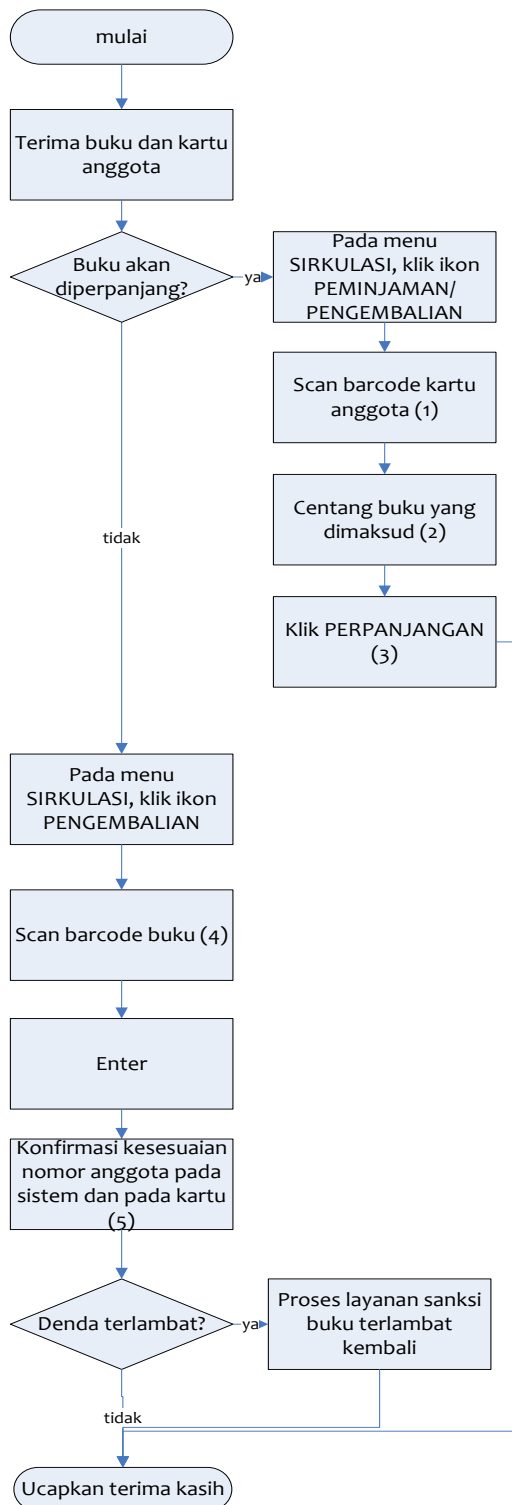 mulai
Terima buku dan kartu
anggota
Buku akan
diperpanjang?
ya
Pada menu
SIRKULASI, klik ikon
PEMINJAMAN/
PENGEMBALIAN
Scan barcode kartu
anggota (1)
Centang buku yang
dimaksud (2)
Klik PERPANJANGAN
(3)
tidak
Pada menu
SIRKULASI, klik ikon
PENGEMBALIAN
Scan barcode buku (4)
Enter
Konfirmasi kesesuaian
nomor anggota pada
sistem dan pada kartu
(5)
Denda terlambat?
ya
Proses layanan sanksi
buku terlambat
kembali
tidak
Ucapkan terima kasih